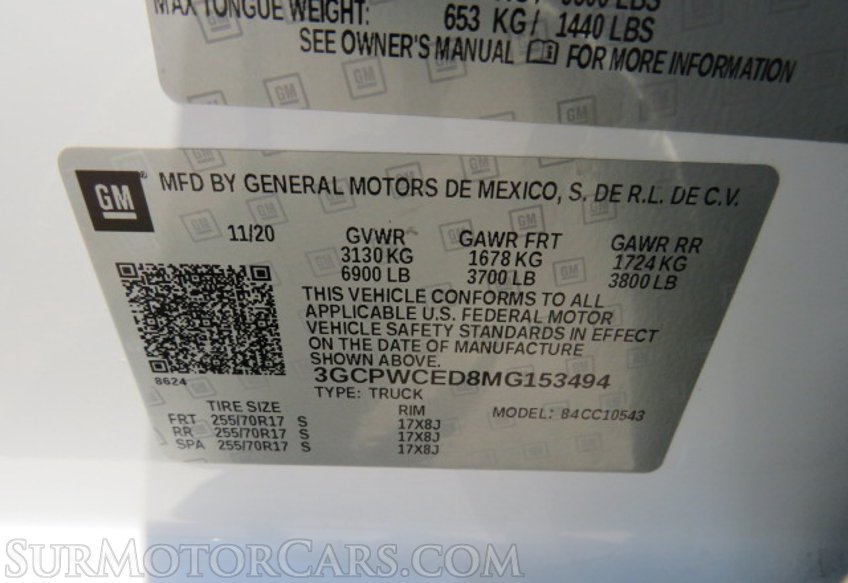 MAX TONGUE WEIGHT: 653 KG/ 1440 LBS
SEE OWNER'S MANUAL FOR MORE INFORMATION
GM
MFD BY GENERAL MOTORS DE MEXICO, S. DE R.L. DE C.V.
11/20 GVWR GAWR FRT GAWR RR
3130 KG 1678 KG 1724 KG
6900 LB 3700 LB 3800 LB
THIS VEHICLE CONFORMS TO ALL
APPLICABLE U.S. FEDERAL MOTOR
VEHICLE SAFETY STANDARDS IN EFFECT
ON THE DATE OF MANUFACTURE
SHOWN ABOVE.
8624
3GCPWCED8MG153494
TYPE: TRUCK
MODEL: 84CC10543
TIRE SIZE RIM
FRT 255/70R17 S 17X8J
RR 255/70R17 S 17X8J
SPA 255/70R17 S 17X8J
SurMotorCars.com